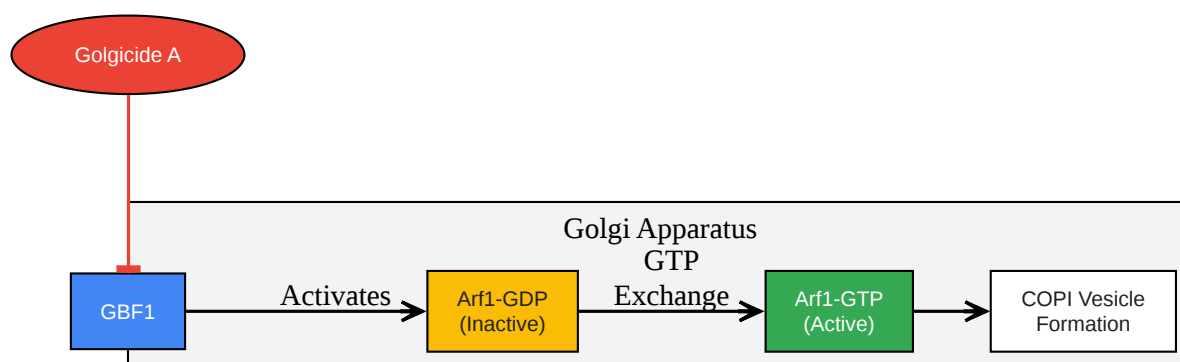 Golgicide A
Golgi Apparatus
GTP
Exchange
GBF1
Activates
Arf1-GDP
(Inactive)
Arf1-GTP
(Active)
COPI Vesicle
Formation